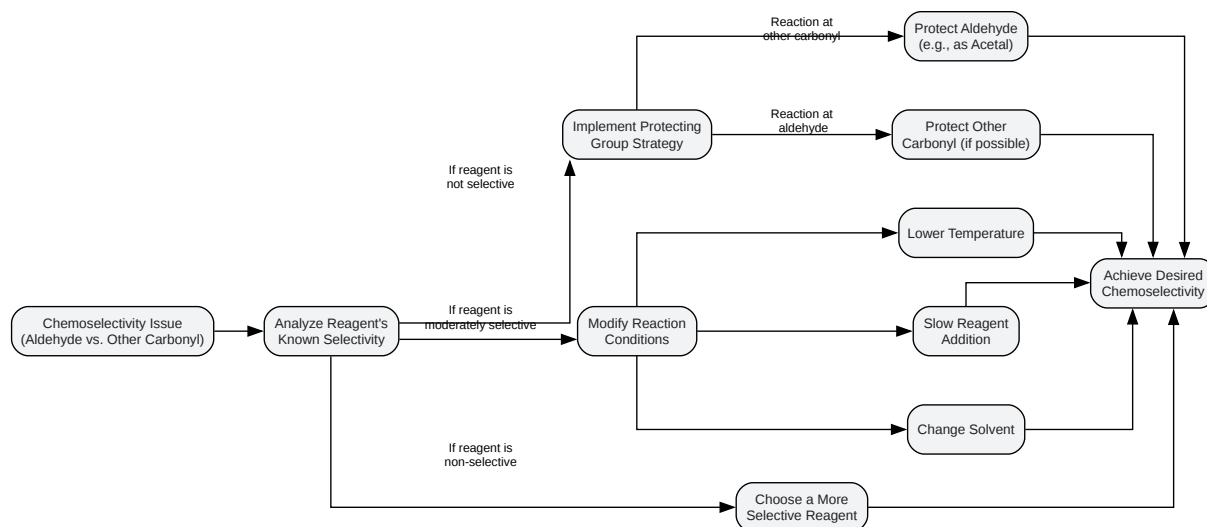 Reaction at
other carbonyl
Protect Aldehyde
(e.g., as Acetal)
Implement Protecting
Group Strategy
Reaction at
aldehyde
Protect Other
Carbonyl (if possible)
If reagent is
not selective
Lower Temperature
Achieve Desired
Chemoselectivity
Chemoselectivity Issue
(Aldehyde vs. Other Carbonyl)
Analyze Reagent's
Known Selectivity
If reagent is
moderately selective
Modify Reaction
Conditions
Slow Reagent
Addition
Change Solvent
If reagent is
non-selective
Choose a More
Selective Reagent